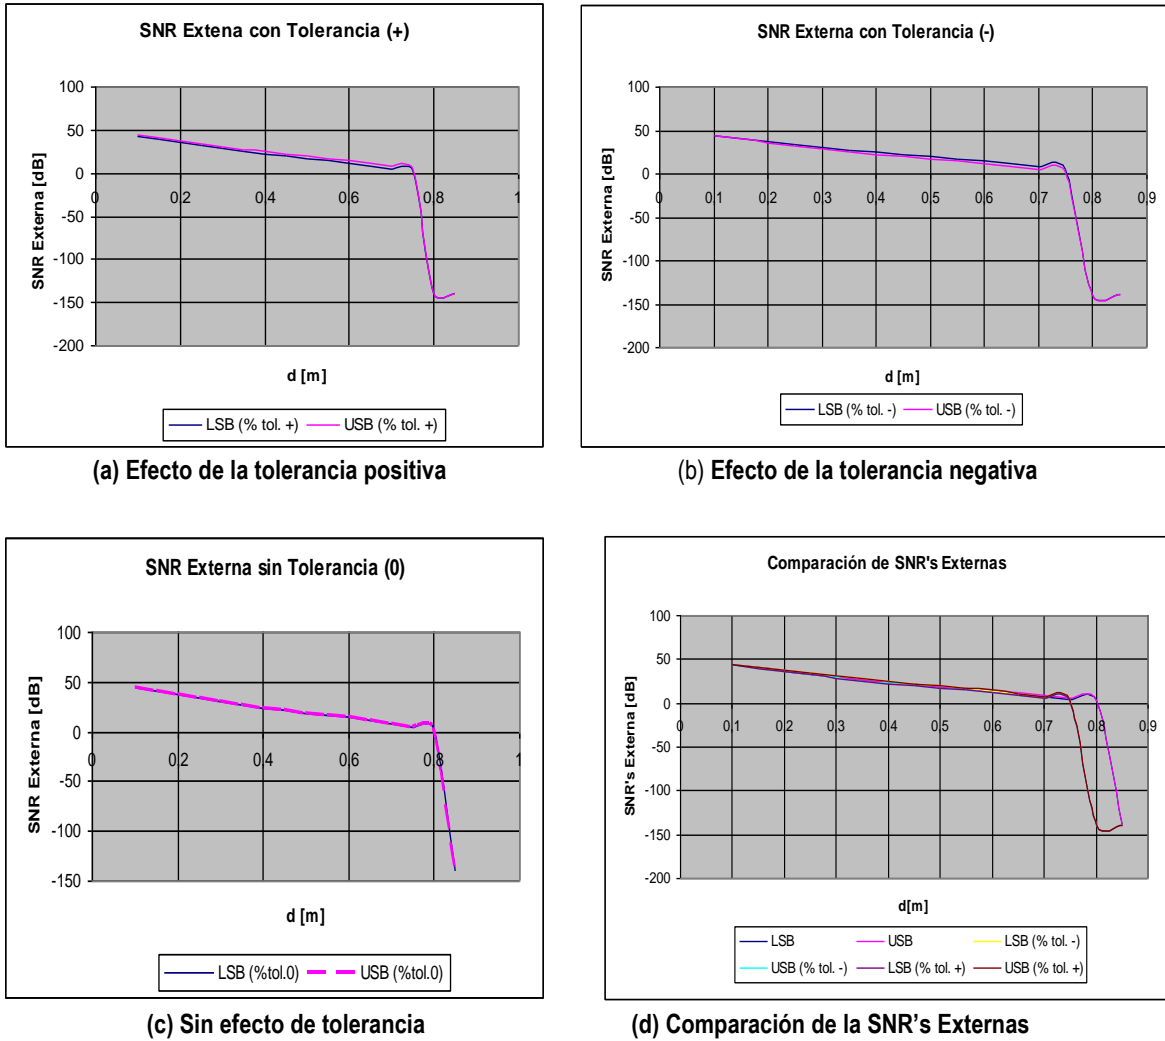 SNR Extena con Tolerancia (+)
100
50
0
-50
-100
-150
-200
0 0.2 0.4 0.6 0.8 1
SNR Externa [dB]
d [m]
LSB (% tol. +) USB (% tol. +)
(a) Efecto de la tolerancia positiva
SNR Externa con Tolerancia (-)
100
50
0
-50
-100
-150
-200
0 0.1 0.2 0.3 0.4 0.5 0.6 0.7 0.8 0.9
SNR Externa [dB]
d [m]
LSB (% tol. -) USB (% tol. -)
(b) Efecto de la tolerancia negativa
SNR Externa sin Tolerancia (0)
100
50
0
-50
-100
-150
0 0.2 0.4 0.6 0.8 1
SNR Externa [dB]
d [m]
LSB (%tol.0) USB (%tol.0)
(c) Sin efecto de tolerancia
Comparación de SNR's Externas
100
50
0
-50
-100
-150
-200
0 0.1 0.2 0.3 0.4 0.5 0.6 0.7 0.8 0.9
SNR's Externa [dB]
d[m]
LSB USB LSB (% tol. -)
USB (% tol. -) LSB (% tol. +) USB (% tol. +)
(d) Comparación de la SNR’s Externas